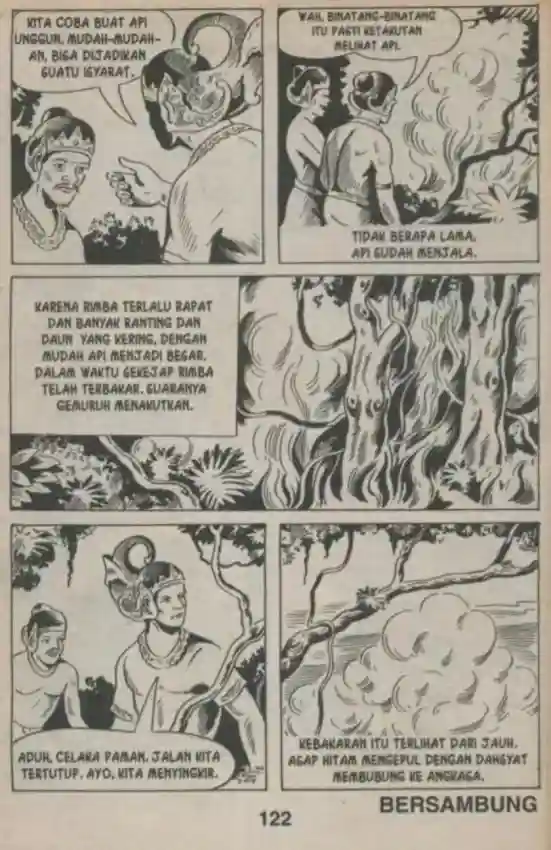 KITA COBA BUAT API
UNGGUN. MUDAH-MUDAH-
AN, BISA DIJADIKAN
SUATU ISYARAT.
WAH, BINATANG-BINATANG
ITU PASTI KETAKUTAN
MELIHAT API.
TIDAK BERAPA LAMA,
API SUDAH MENJALA.
KARENA RIMBA TERLALU RAPAT
DAN BANYAK RANTING DAN
DAUN YANG KERING, DENGAN
MUDAH API MENJADI BESAR.
DALAM WAKTU SEKEJAP RIMBA
TELAH TERBAKAR. SUARANYA
GEMURUH MENAKUTKAN.
ADUH, CELAKA PAMAN. JALAN KITA
TERTUTUP. AYO, KITA MENYINGKIR.
KEBAKARAN ITU TERLIHAT DARI JAUH.
ASAP HITAM MENGEPUL DENGAN DAHSYAT
MEMBUBUNG KE ANGKASA.
BERSAMBUNG
122